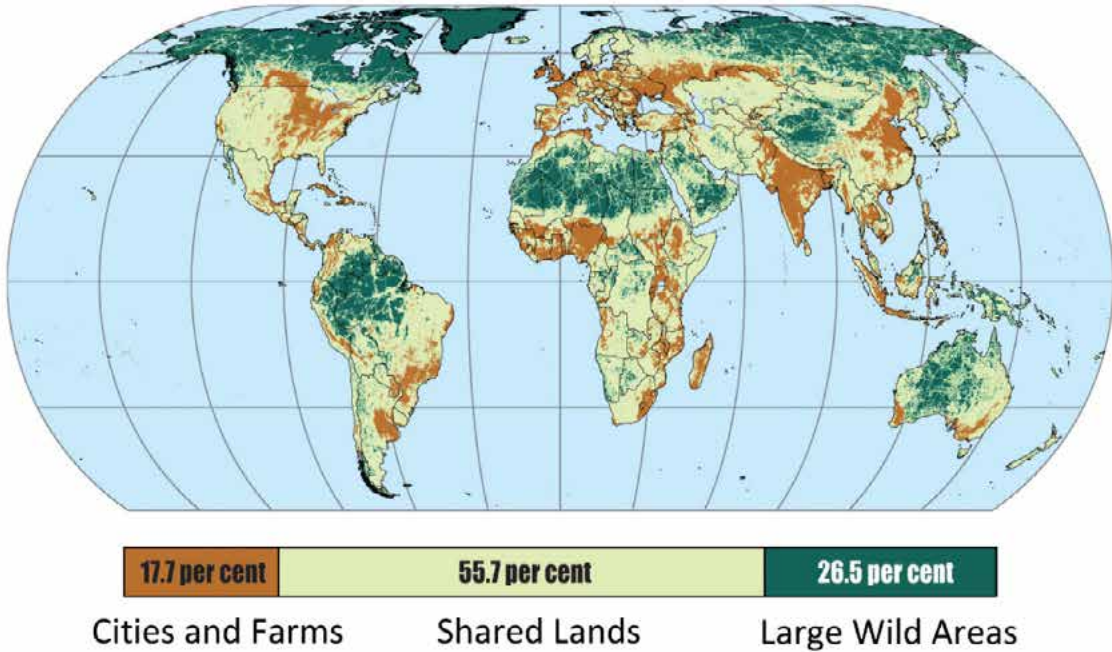 17.7 per cent 55.7 per cent 26.5 per cent
Cities and Farms Shared Lands Large Wild Areas